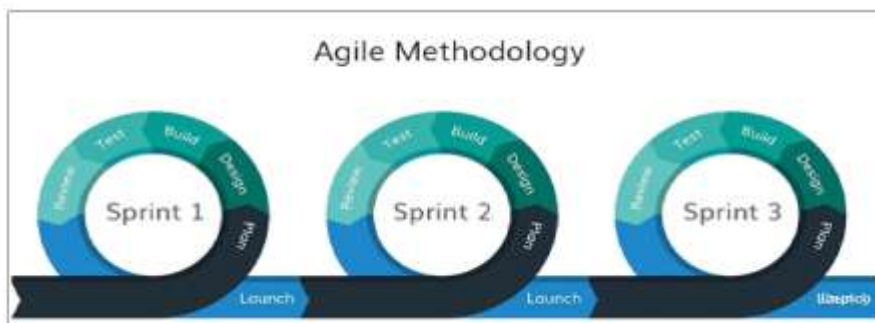 Agile Methodology
Sprint 1
Plan
Design
Build
Test
Review
Launch
Sprint 2
Plan
Design
Build
Test
Review
Launch
Sprint 3
Plan
Design
Build
Test
Review